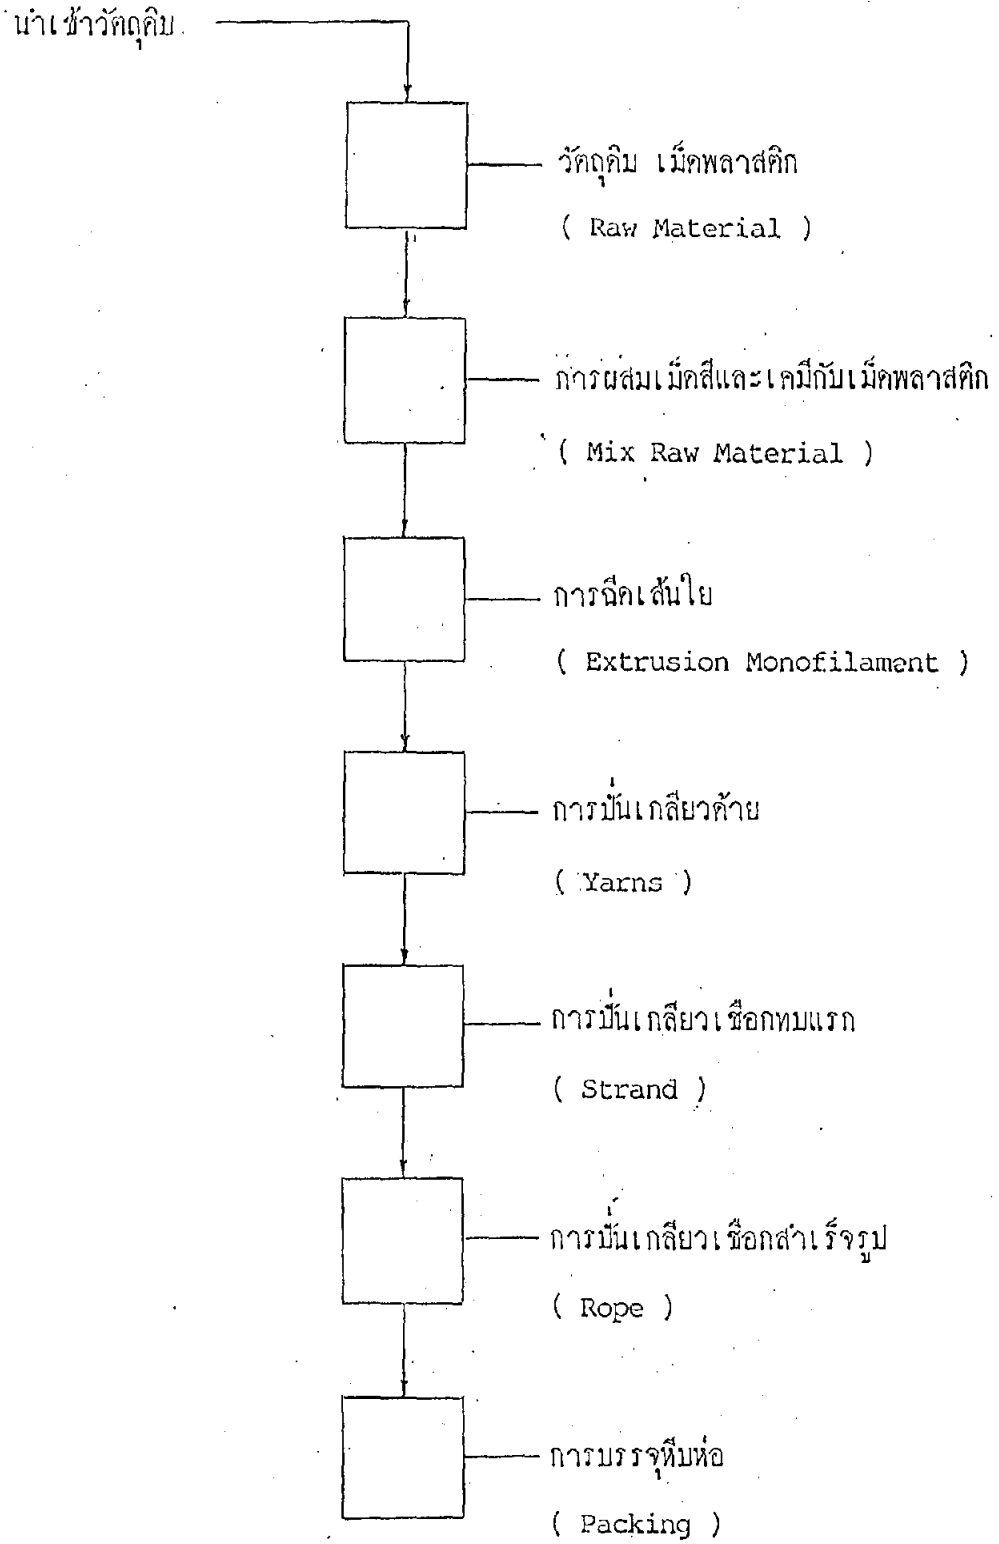 นำเข้าวัตถุดิบ
วัตถุดิบ เม็ดพลาสติก
( Raw Material )
การผสมเม็ดสีและเคมีกับเม็ดพลาสติก
( Mix Raw Material )
การฉีดเส้นใย
( Extrusion Monofilament )
การปั่นเกลียวด้าย
( Yarns )
การปั่นเกลียวเชือกทบแรก
( Strand )
การปั่นเกลียวเชือกสำเร็จรูป
( Rope )
การบรรจุหีบห่อ
( Packing )